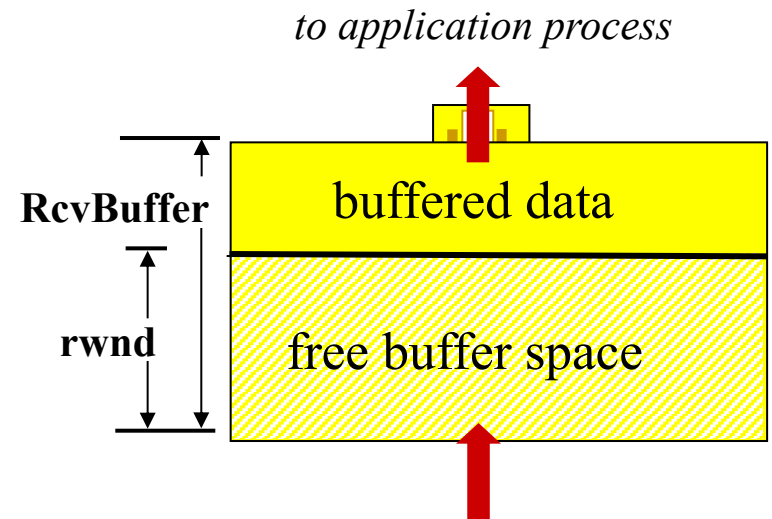 to application process
buffered data
RcvBuffer
rwnd
free buffer space